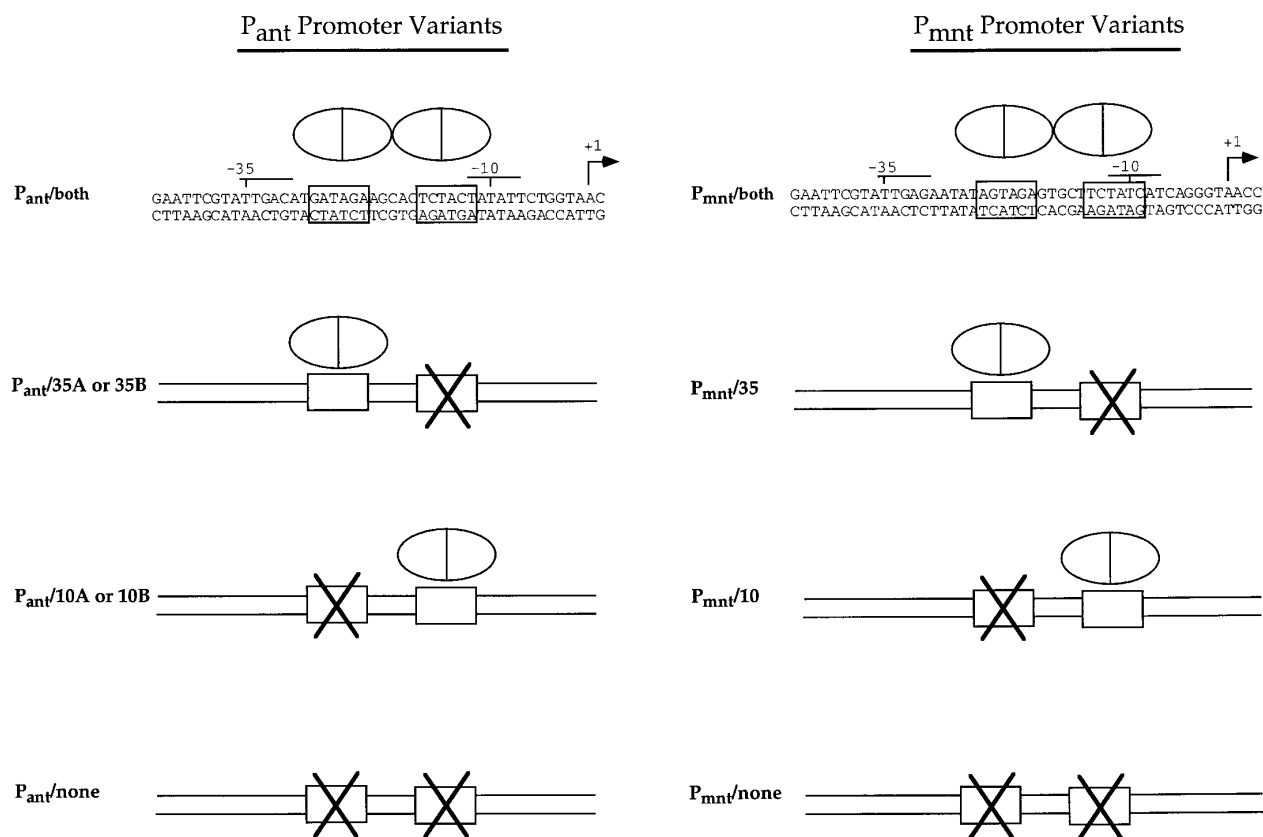 Pant Promoter Variants
Pmnt Promoter Variants
-35
-10
+1
Pant/both
GAATTCGTATTGACATGATAGAAGCACTCTACTATATTCTGGTAAC
CTTAAGCATAACTGTACTATCTTCGTGAGATGATATAAGACCATTG
-35
-10
+1
Pmnt/both
GAATTCGTATTGAGAATATAGTAGAGTGCTTCTATCATCAGGGTAACC
CTTAAGCATAACTCTTATATCATCTCACGAAGATAGTAGTCCCATTGG
Pant/35A or 35B
Pmnt/35
Pant/10A or 10B
Pmnt/10
Pant/none
Pmnt/none